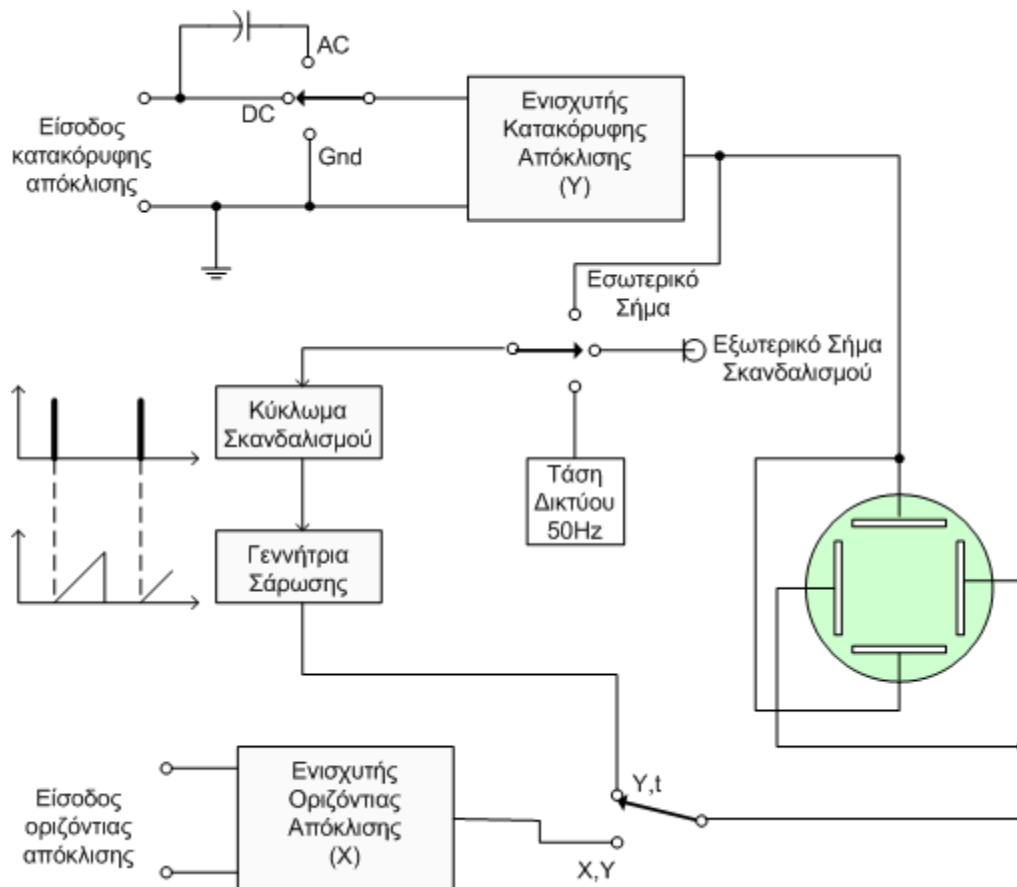 AC
DC
Gnd
Είσοδος
κατακόρυφης
απόκλισης
Ενισχυτής
Κατακόρυφης
Απόκλισης
(Y)
Εσωτερικό
Σήμα
Εξωτερικό Σήμα
Σκανδαλισμού
Κύκλωμα
Σκανδαλισμού
Τάση
Δικτύου
50Hz
Γεννήτρια
Σάρωσης
Είσοδος
οριζόντιας
απόκλισης
Ενισχυτής
Οριζόντιας
Απόκλισης
(X)
Y,t
X,Y